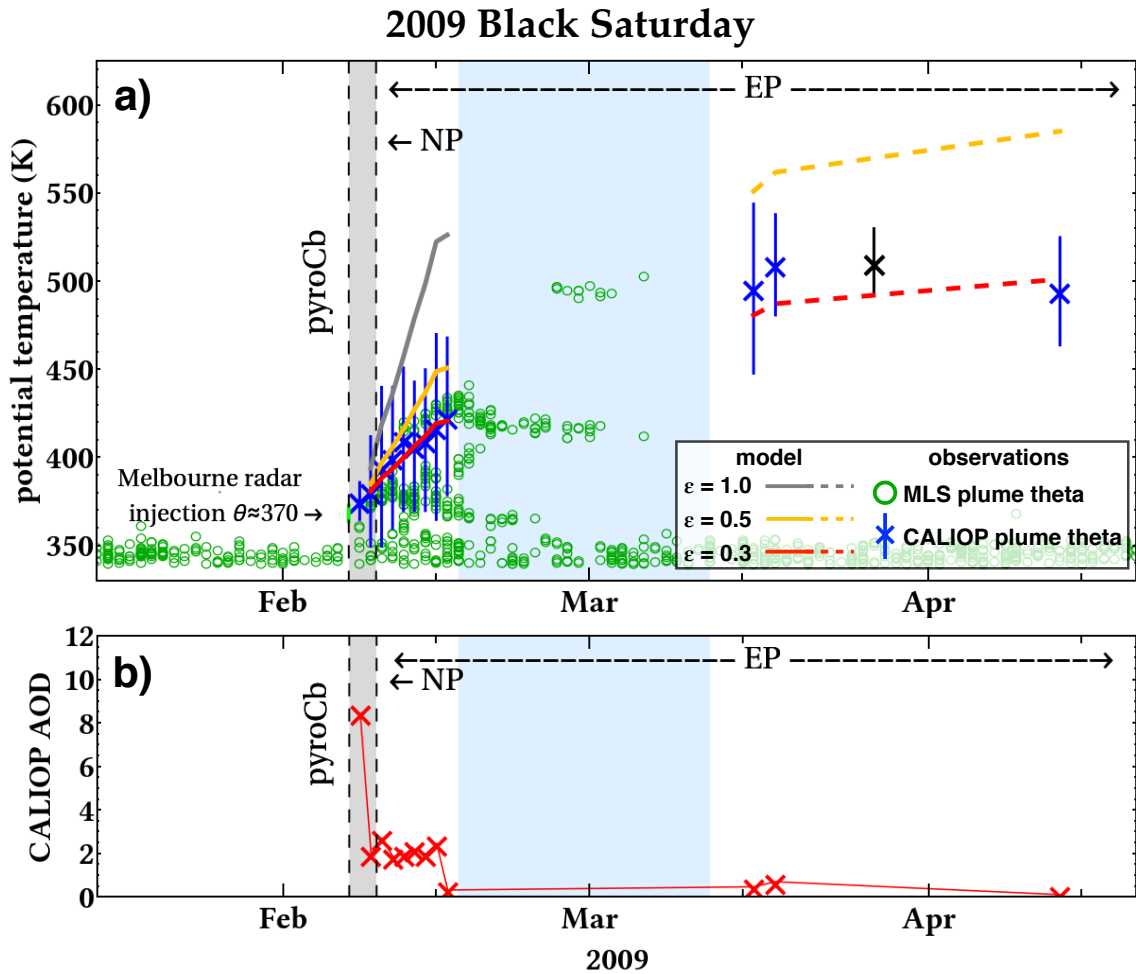 2009 Black Saturday
a)
EP
← NP
pyroCb
potential temperature (K)
600
550
500
450
400
350
Melbourne radar
injection θ≈370 →
model
observations
ε = 1.0
ε = 0.5
ε = 0.3
MLS plume theta
CALIOP plume theta
Feb
Mar
Apr
b)
EP
← NP
pyroCb
CALIOP AOD
12
10
8
6
4
2
0
Feb
Mar
Apr
2009